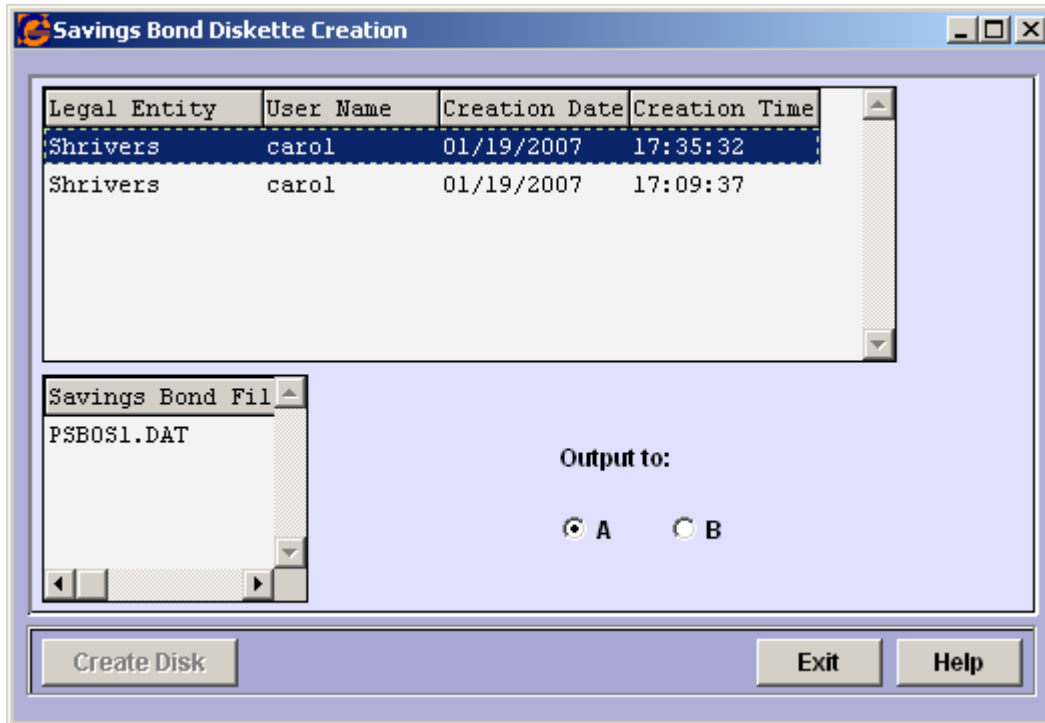 Savings Bond Diskette Creation
Legal Entity User Name Creation Date Creation Time
Shrivers carol 01/19/2007 17:35:32
Shrivers carol 01/19/2007 17:09:37
Savings Bond Fil
PSBOS1.DAT
Output to:
A B
Create Disk Exit Help